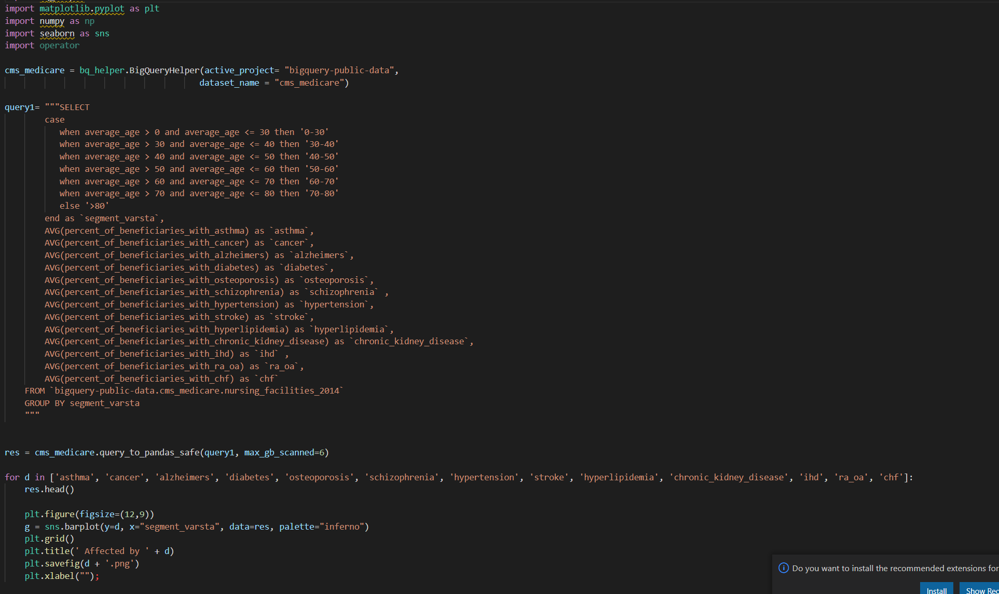 import matplotlib.pyplot as plt
import numpy as np
import seaborn as sns
import operator
cms_medicare = bq_helper.BigQueryHelper(active_project= "bigquery-public-data",
dataset_name = "cms_medicare")
query1= """SELECT
case
when average_age > 0 and average_age <= 30 then '0-30'
when average_age > 30 and average_age <= 40 then '30-40'
when average_age > 40 and average_age <= 50 then '40-50'
when average_age > 50 and average_age <= 60 then '50-60'
when average_age > 60 and average_age <= 70 then '60-70'
when average_age > 70 and average_age <= 80 then '70-80'
else '>80'
end as `segment_varsta`,
AVG(percent_of_beneficiaries_with_asthma) as `asthma`,
AVG(percent_of_beneficiaries_with_cancer) as `cancer`,
AVG(percent_of_beneficiaries_with_alzheimers) as `alzheimers`,
AVG(percent_of_beneficiaries_with_diabetes) as `diabetes`,
AVG(percent_of_beneficiaries_with_osteoporosis) as `osteoporosis`,
AVG(percent_of_beneficiaries_with_schizophrenia) as `schizophrenia` ,
AVG(percent_of_beneficiaries_with_hypertension) as `hypertension`,
AVG(percent_of_beneficiaries_with_stroke) as `stroke`,
AVG(percent_of_beneficiaries_with_hyperlipidemia) as `hyperlipidemia`,
AVG(percent_of_beneficiaries_with_chronic_kidney_disease) as `chronic_kidney_disease`,
AVG(percent_of_beneficiaries_with_ihd) as `ihd` ,
AVG(percent_of_beneficiaries_with_ra_oa) as `ra_oa`,
AVG(percent_of_beneficiaries_with_chf) as `chf`
FROM `bigquery-public-data.cms_medicare.nursing_facilities_2014`
GROUP BY segment_varsta
"""
res = cms_medicare.query_to_pandas_safe(query1, max_gb_scanned=6)
for d in ['asthma', 'cancer', 'alzheimers', 'diabetes', 'osteoporosis', 'schizophrenia', 'hypertension', 'stroke', 'hyperlipidemia', 'chronic_kidney_disease', 'ihd', 'ra_oa', 'chf']:
res.head()
plt.figure(figsize=(12,9))
g = sns.barplot(y=d, x="segment_varsta", data=res, palette="inferno")
plt.grid()
plt.title(' Affected by ' + d)
plt.savefig(d + '.png')
plt.xlabel("");
Do you want to install the recommended extensions for
Install Show Rec